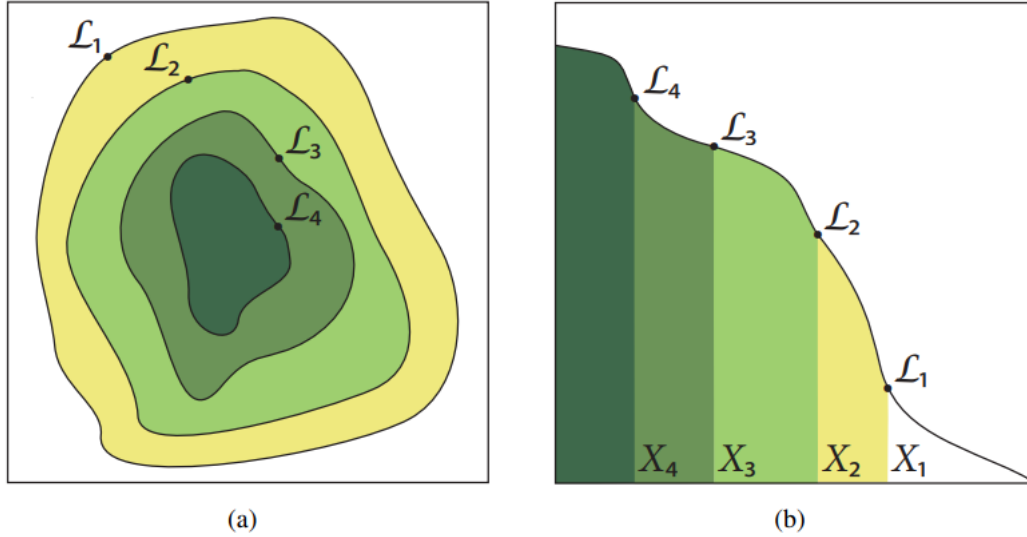 ℒ₁
ℒ₂
ℒ₃
ℒ₄
(a)
ℒ₄
ℒ₃
ℒ₂
ℒ₁
X₄ X₃ X₂ X₁
(b)